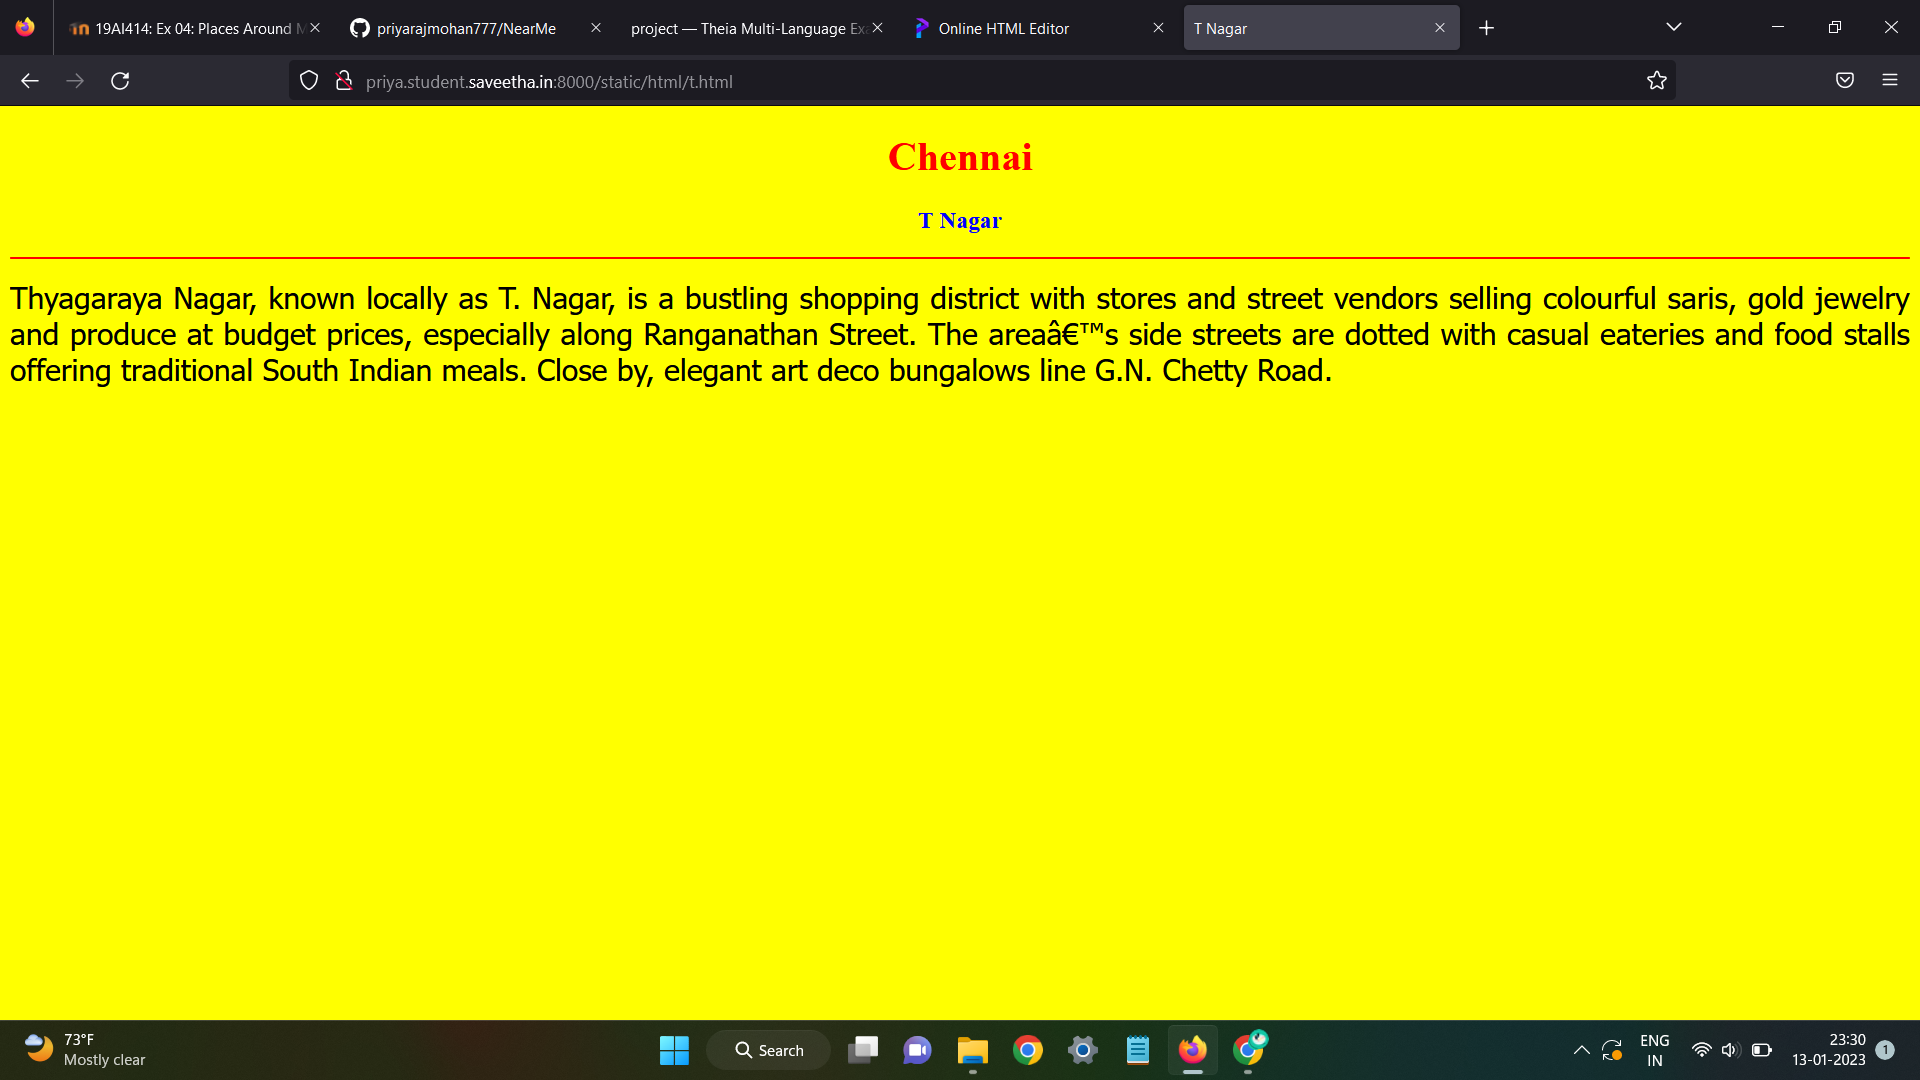 19AI414: Ex 04: Places Around M
priyarajmohan777/NearMe
project — Theia Multi-Language Exa
Online HTML Editor
T Nagar
priya.student.saveetha.in:8000/static/html/t.html
Chennai
T Nagar
Thyagaraya Nagar, known locally as T. Nagar, is a bustling shopping district with stores and street vendors selling colourful saris, gold jewelry
and produce at budget prices, especially along Ranganathan Street. The areaâ€™s side streets are dotted with casual eateries and food stalls
offering traditional South Indian meals. Close by, elegant art deco bungalows line G.N. Chetty Road.
73°F
Mostly clear
Search
ENG
IN
23:30
13-01-2023
1